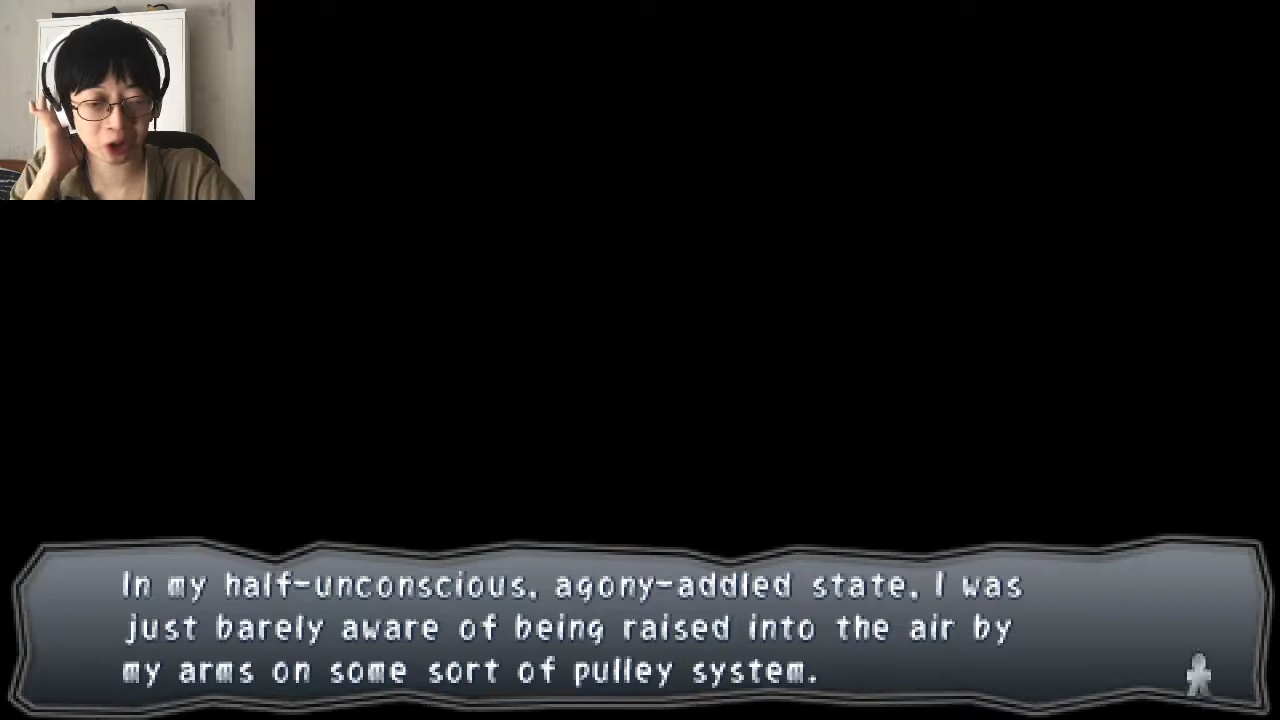 In my half-unconscious, agony-addled state, I was
just barely aware of being raised into the air by
my arms on some sort of pulley system.